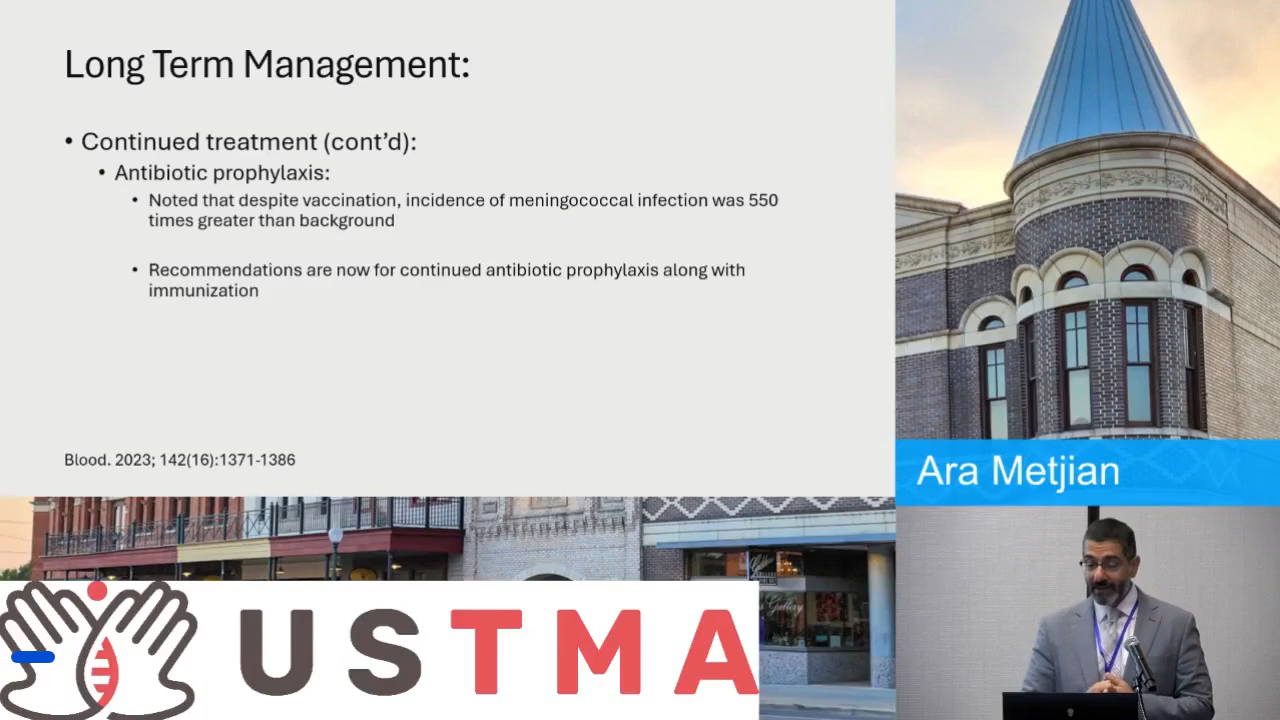 Long Term Management:
• Continued treatment (cont’d):
• Antibiotic prophylaxis:
• Noted that despite vaccination, incidence of meningococcal infection was 550
times greater than background
• Recommendations are now for continued antibiotic prophylaxis along with
immunization
Blood. 2023; 142(16):1371-1386
Ara Metjian
Gallery
USTMA